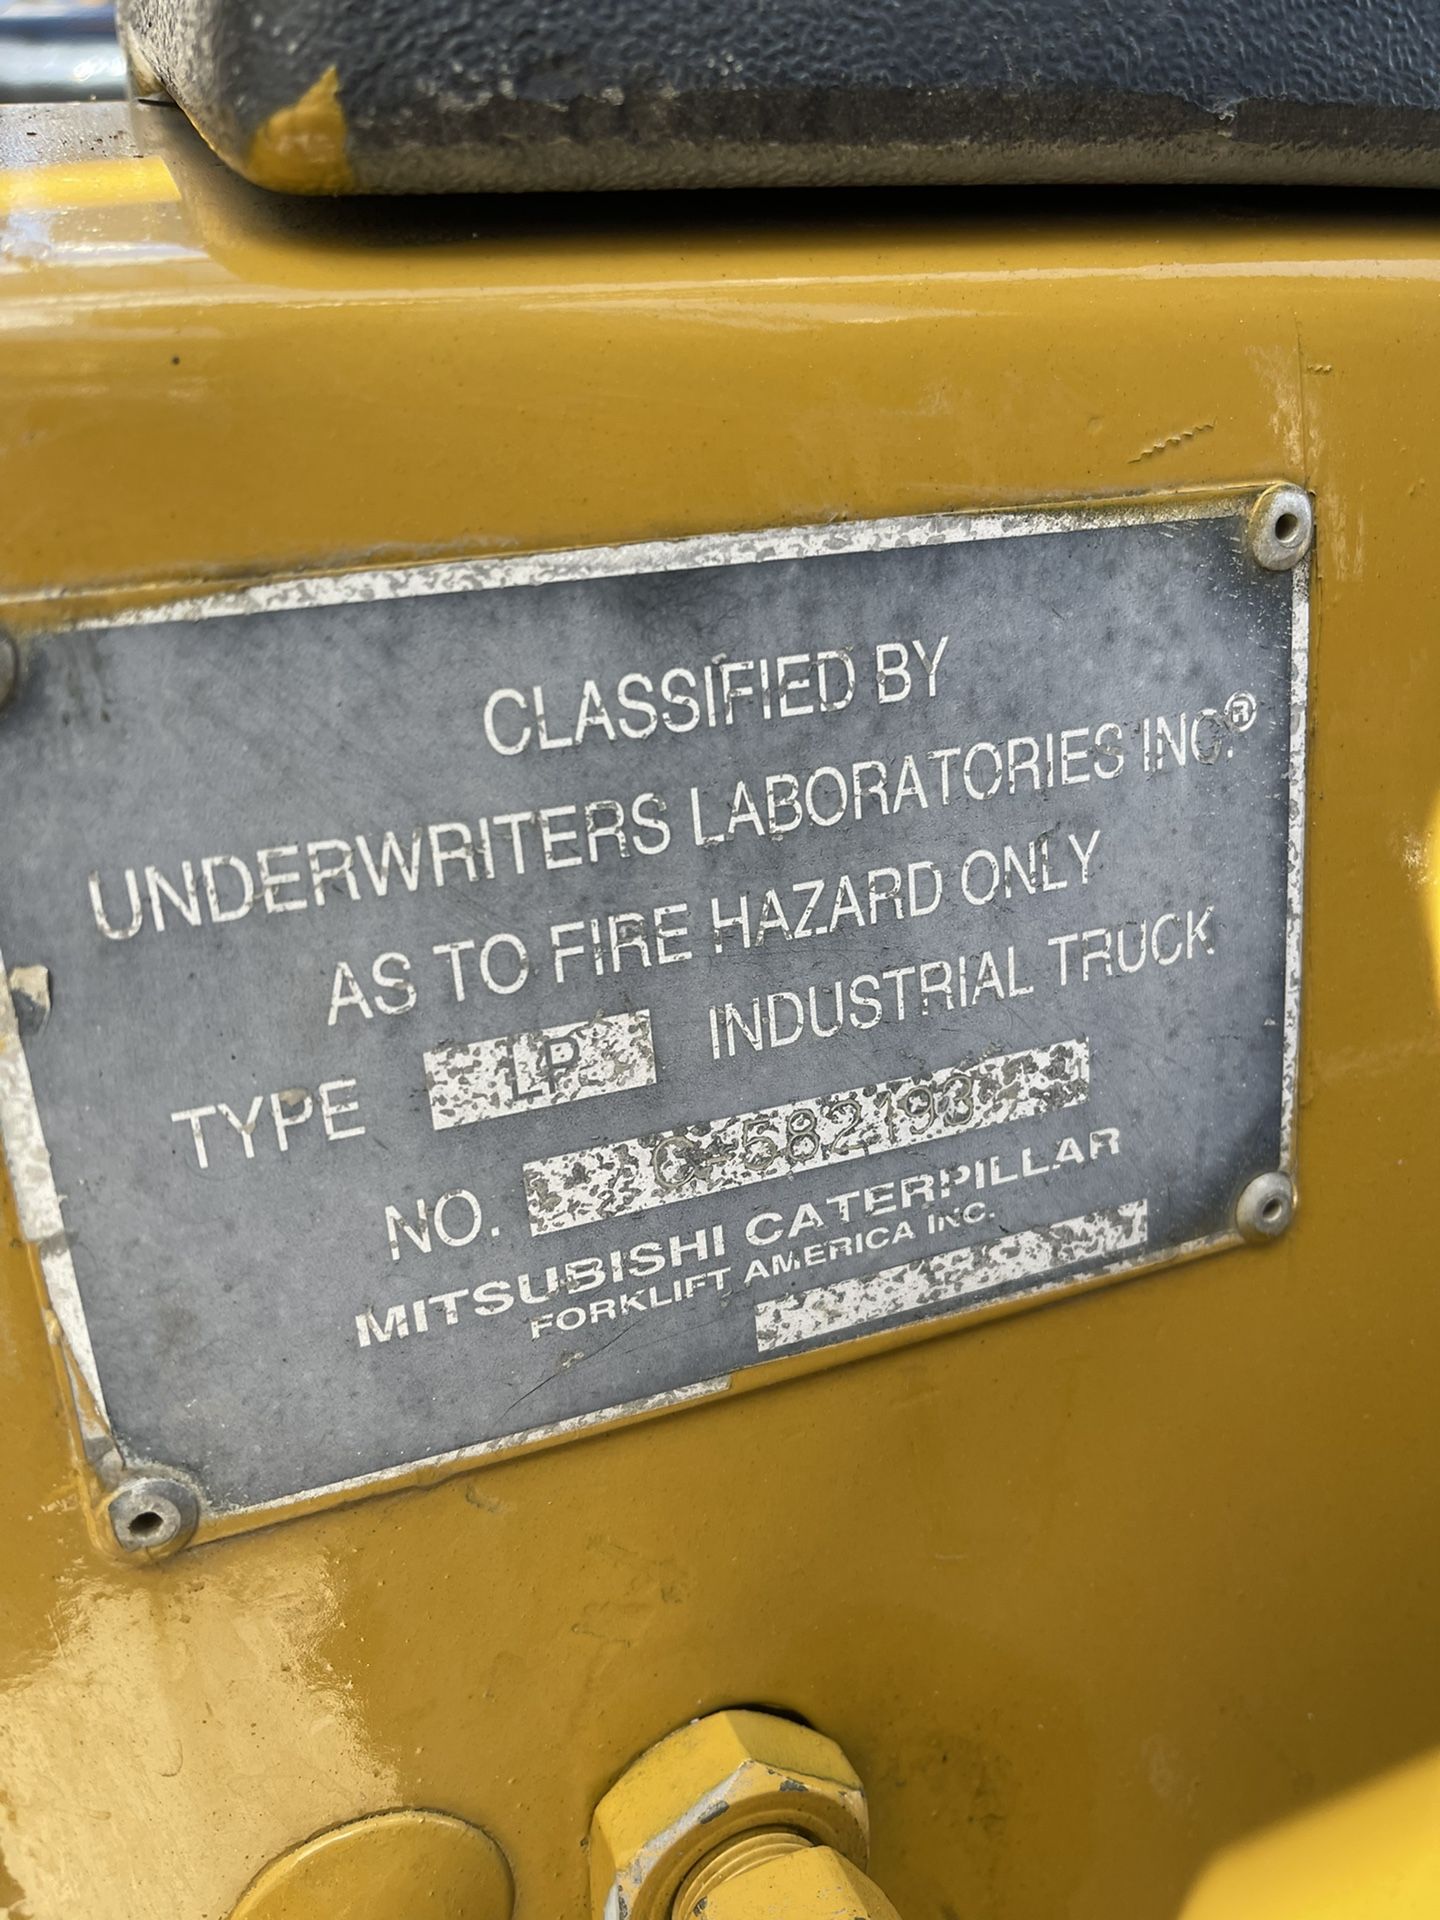 CLASSIFIED BY
UNDERWRITERS LABORATORIES INC.®
AS TO FIRE HAZARD ONLY
TYPE LP INDUSTRIAL TRUCK
NO. C-582193
MITSUBISHI CATERPILLAR
FORKLIFT AMERICA INC.